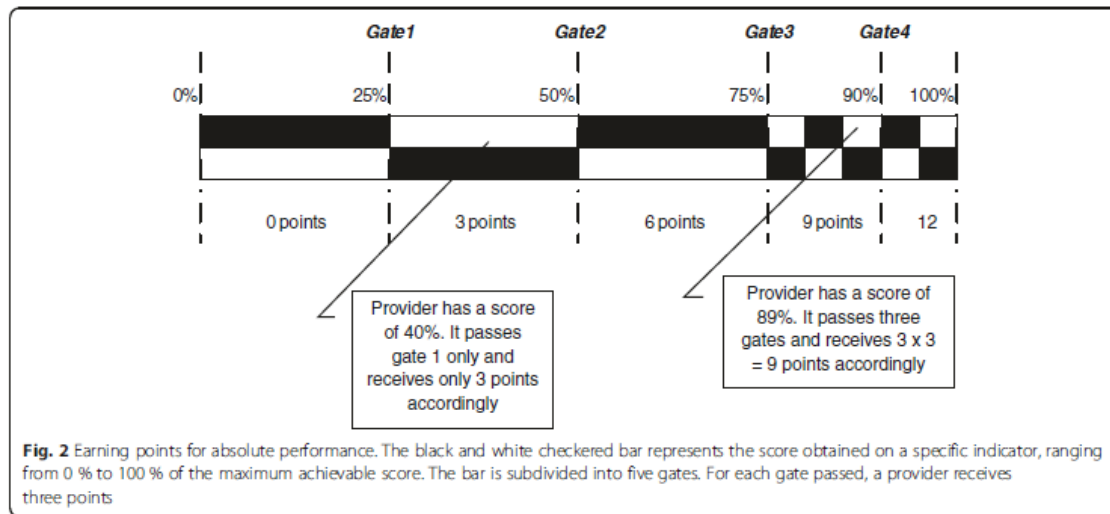 Gate1 Gate2 Gate3 Gate4
0% 25% 50% 75% 90% 100%
0 points 3 points 6 points 9 points 12
Provider has a score
of 40%. It passes
gate 1 only and
receives only 3 points
accordingly
Provider has a score of
89%. It passes three
gates and receives 3 x 3
= 9 points accordingly
Fig. 2 Earning points for absolute performance. The black and white checkered bar represents the score obtained on a specific indicator, ranging
from 0 % to 100 % of the maximum achievable score. The bar is subdivided into five gates. For each gate passed, a provider receives
three points